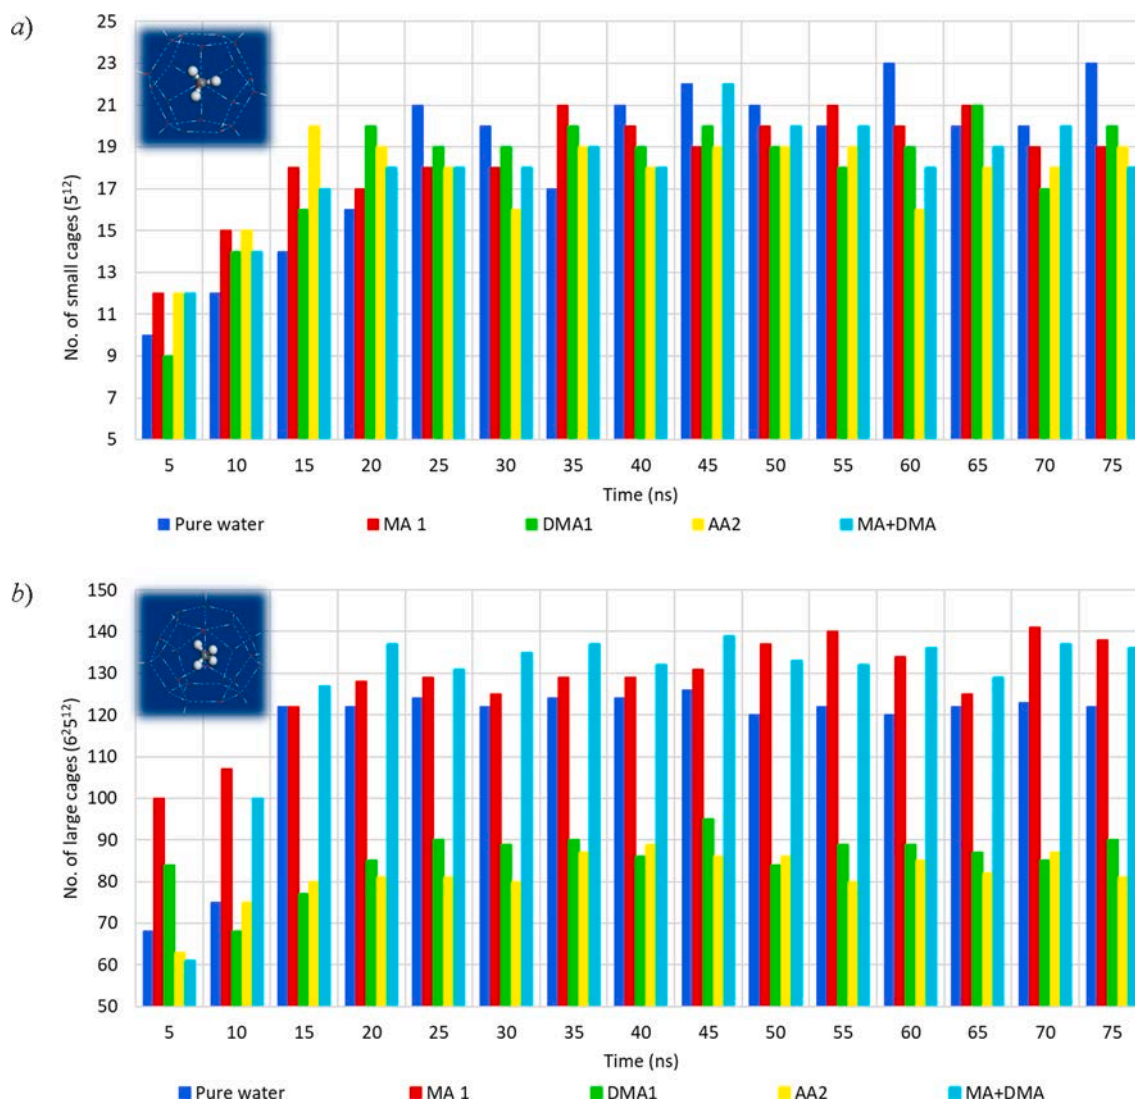 a)
No. of small cages (5¹²)
25
23
21
19
17
15
13
11
9
7
5
5 10 15 20 25 30 35 40 45 50 55 60 65 70 75
Time (ns)
Pure water MA 1 DMA1 AA2 MA+DMA
b)
No. of large cages (6²5¹²)
150
140
130
120
110
100
90
80
70
60
50
5 10 15 20 25 30 35 40 45 50 55 60 65 70 75
Time (ns)
Pure water MA 1 DMA1 AA2 MA+DMA